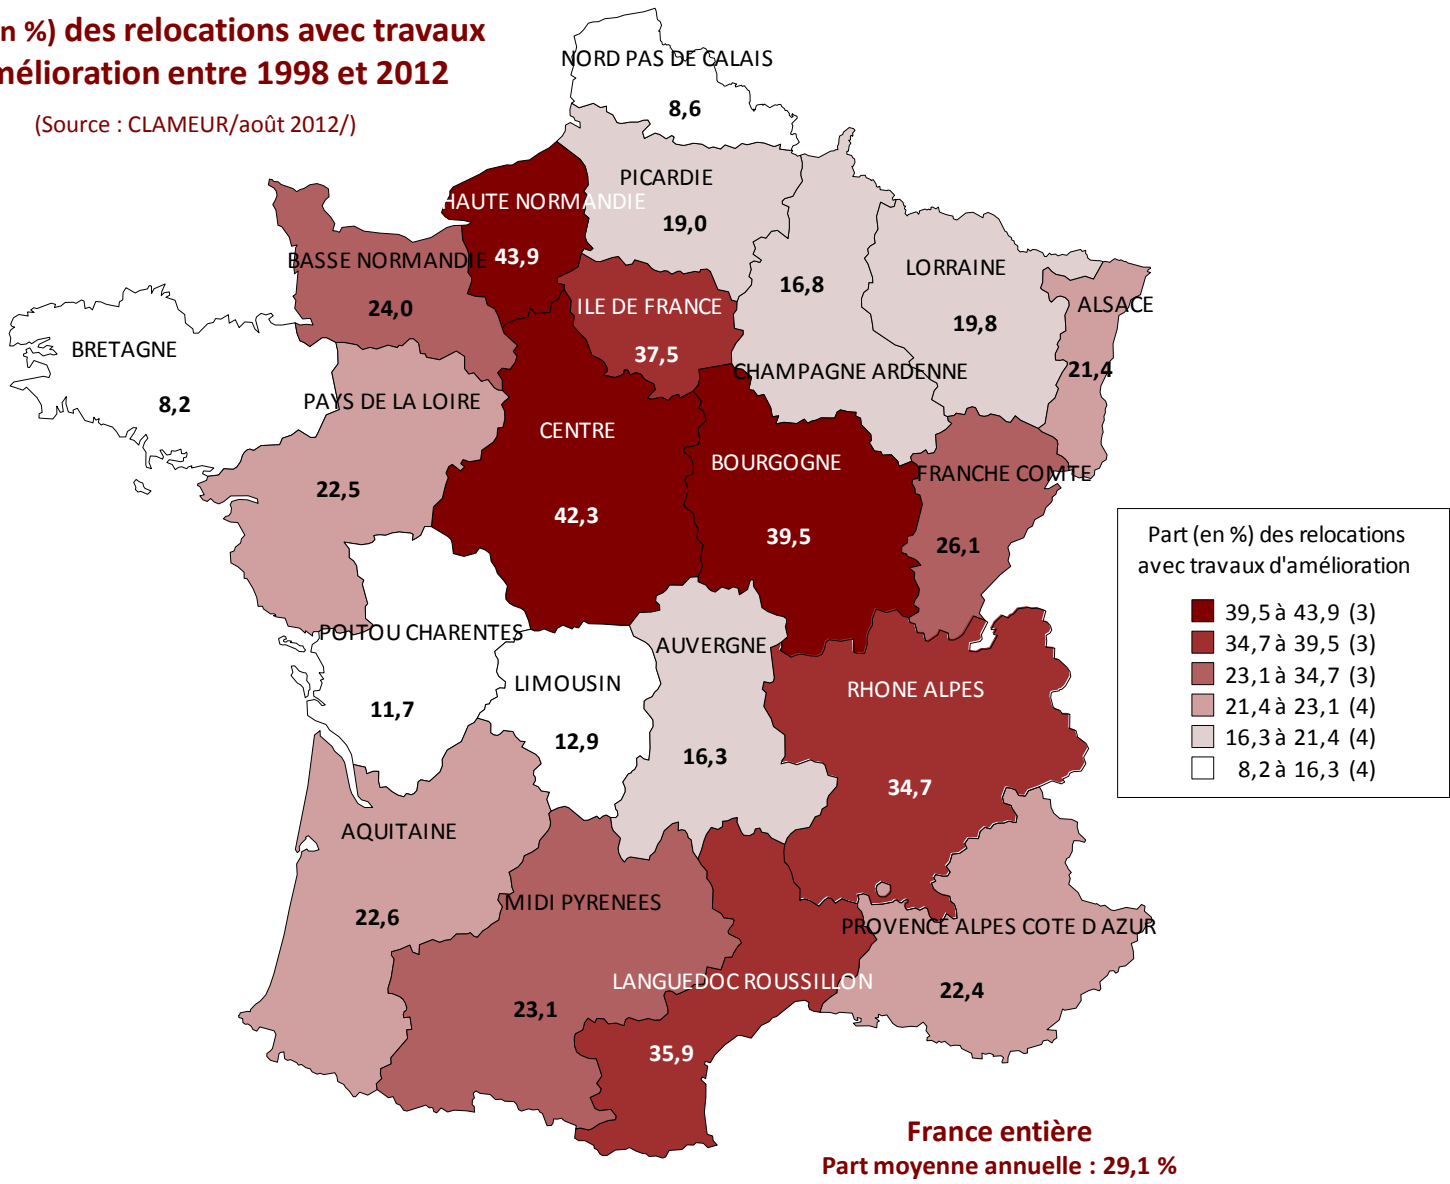 n %) des relocations avec travaux
mélioration entre 1998 et 2012
(Source : CLAMEUR/août 2012/)
NORD PAS DE CALAIS
8,6
PICARDIE
19,0
HAUTE NORMANDIE
43,9
BASSE NORMANDIE
24,0
ILE DE FRANCE
37,5
16,8
CHAMPAGNE ARDENNE
LORRAINE
19,8
ALSACE
21,4
BRETAGNE
8,2
PAYS DE LA LOIRE
22,5
CENTRE
42,3
BOURGOGNE
39,5
FRANCHE COMTE
26,1
POITOU CHARENTES
11,7
LIMOUSIN
12,9
AUVERGNE
16,3
RHONE ALPES
34,7
AQUITAINE
22,6
MIDI PYRENEES
23,1
LANGUEDOC ROUSSILLON
35,9
PROVENCE ALPES COTE D AZUR
22,4
Part (en %) des relocations
avec travaux d'amélioration
39,5 à 43,9 (3)
34,7 à 39,5 (3)
23,1 à 34,7 (3)
21,4 à 23,1 (4)
16,3 à 21,4 (4)
8,2 à 16,3 (4)
France entière
Part moyenne annuelle : 29,1 %